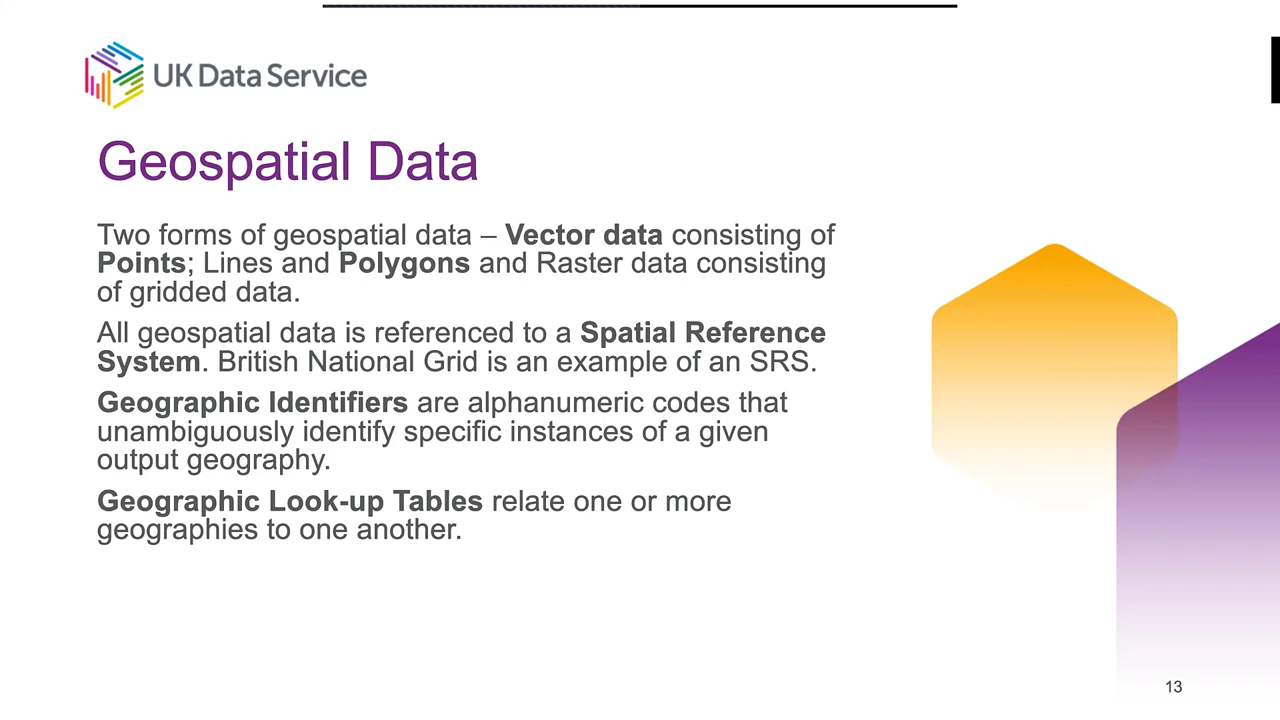 UK Data Service
Geospatial Data
Two forms of geospatial data – Vector data consisting of
Points; Lines and Polygons and Raster data consisting
of gridded data.
All geospatial data is referenced to a Spatial Reference
System. British National Grid is an example of an SRS.
Geographic Identifiers are alphanumeric codes that
unambiguously identify specific instances of a given
output geography.
Geographic Look-up Tables relate one or more
geographies to one another.
13